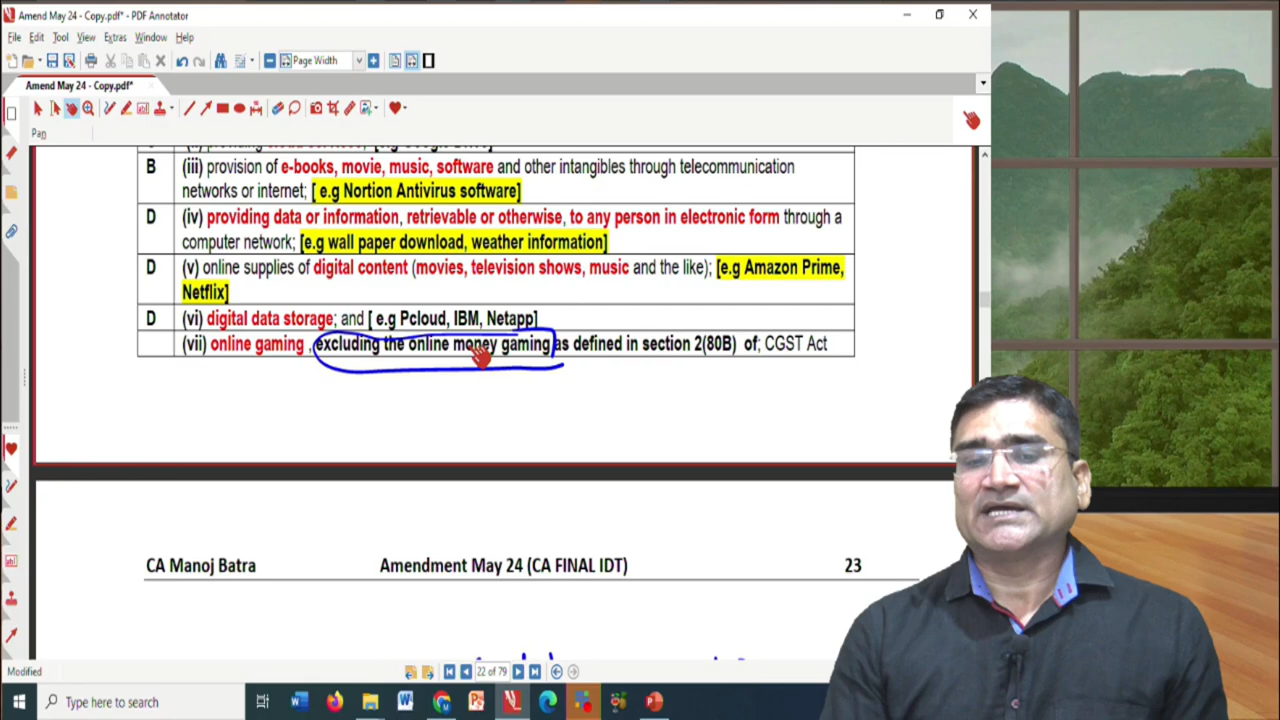 Amend May 24 - Copy.pdf* - PDF Annotator
File Edit Tool View Extras Window Help
Page Width
Amend May 24 - Copy.pdf*
Pan
B (iii) provision of e-books, movie, music, software and other intangibles through telecommunication
networks or internet; [ e.g Nortion Antivirus software]
D (iv) providing data or information, retrievable or otherwise, to any person in electronic form through a
computer network; [e.g wall paper download, weather information]
D (v) online supplies of digital content (movies, television shows, music and the like); [e.g Amazon Prime,
Netflix]
D (vi) digital data storage; and [ e.g Pcloud, IBM, Netapp]
(vii) online gaming , excluding the online money gaming as defined in section 2(80B) of; CGST Act
CA Manoj Batra Amendment May 24 (CA FINAL IDT) 23
Modified 22 of 79
Type here to search